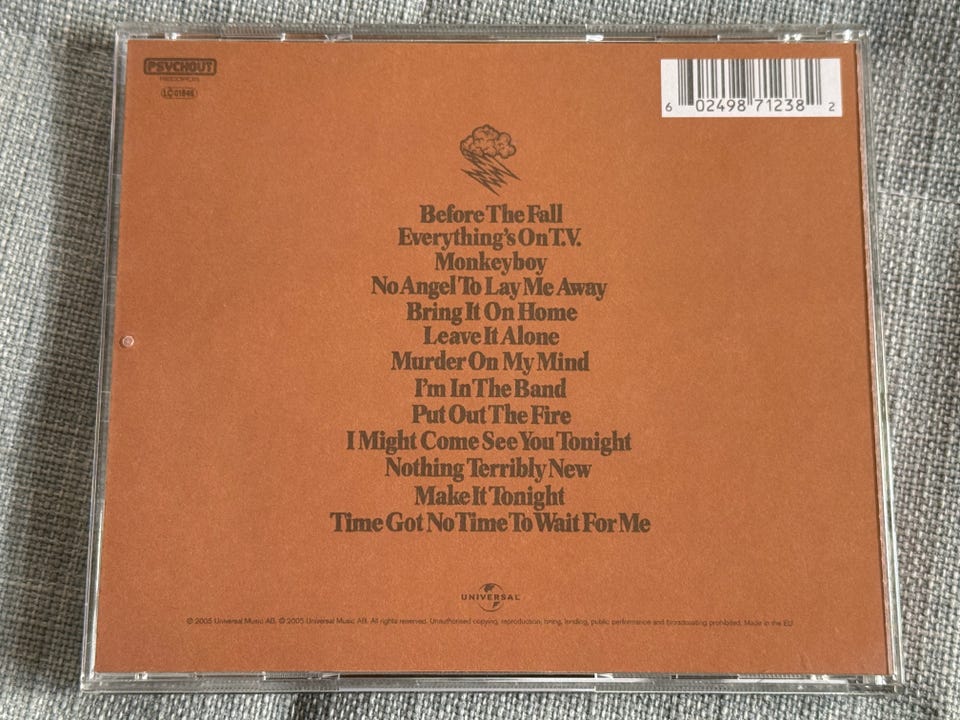 PSYCHOUT
RECORDS
LC 01846
6 02498 71238 2
Before The Fall
Everything's On T.V.
Monkeyboy
No Angel To Lay Me Away
Bring It On Home
Leave It Alone
Murder On My Mind
I'm In The Band
Put Out The Fire
I Might Come See You Tonight
Nothing Terribly New
Make It Tonight
Time Got No Time To Wait For Me
UNIVERSAL
℗ 2005 Universal Music AB. © 2005 Universal Music AB. All rights reserved. Unauthorised copying, reproduction, hiring, lending, public performance and broadcasting prohibited. Made in the EU